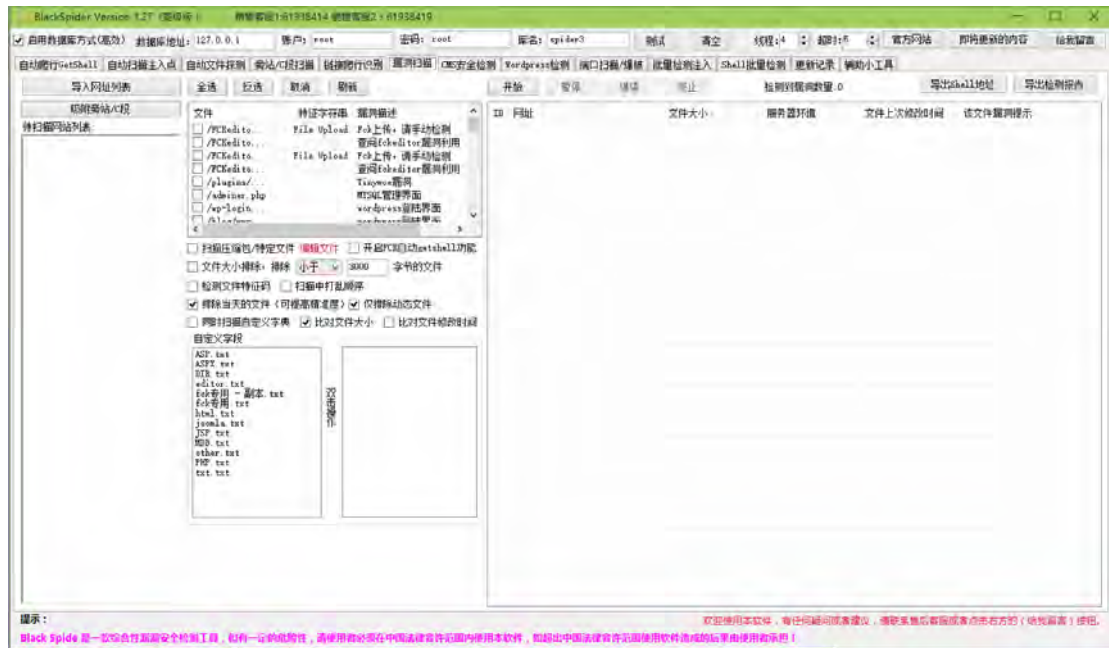 BlackSpider Version 1.2? (高级版) 销售客服1:61938414 销售客服2:61938419
启用数据库方式(高效) 数据库地址: 127.0.0.1 账户: root 密码: root 库名: spider3 测试 清空 线程:4 超时:5 官方网站 即将更新的内容 给我留言
自动爬行GetShell 自动扫描注入点 自动文件探测 旁站/C段扫描 链接爬行识别 漏洞扫描 CMS安全检测 Wordpress检测 端口扫描/爆破 批量检测注入 Shell批量检测 更新记录 辅助小工具
导入网址列表 全选 反选 取消 刷新 开始 暂停 继续 停止 检测到漏洞数量:0 导出Shell地址 导出检测报告
待扫描网站列表
文件 特征字符串 漏洞描述
ID 网址 文件大小 服务器环境 文件上次修改时间 该文件漏洞提示
/FCKedito... File Upload Fck上传，请手动检测
/FCKedito... 查阅fckeditor漏洞利用
/FCKedito... File Upload Fck上传，请手动检测
/FCKedito... 查阅fckeditor漏洞利用
/plugins/... Tinymce漏洞
/adminer.php MYSQL管理界面
/wp-login... wordpress登陆界面
扫描压缩包/特定文件 编辑文件 开启FCK自动getshell功能
文件大小排除，排除 小于 3000 字节的文件
检测文件特征码 扫描中打乱顺序
排除当天的文件（可提高精准度） 仅排除动态文件
同时扫描自定义字典 比对文件大小 比对文件修改时间
自定义字段
ASP.txt
ASPX.txt
DIR.txt
editor.txt
fck专用 - 副本.txt
fck专用.txt
html.txt
joomla.txt
JSP.txt
MDB.txt
other.txt
PHP.txt
txt.txt
双击操作
提示：
欢迎使用本软件，有任何疑问或者建议，请联系售后客服或者点击右方的（给我留言）按钮。
Black Spide 是一款综合性漏洞安全检测工具，但有一定的危险性，请使用者必须在中国法律容许范围内使用本软件，如超出中国法律容许范围使用软件造成的后果由使用者承担！